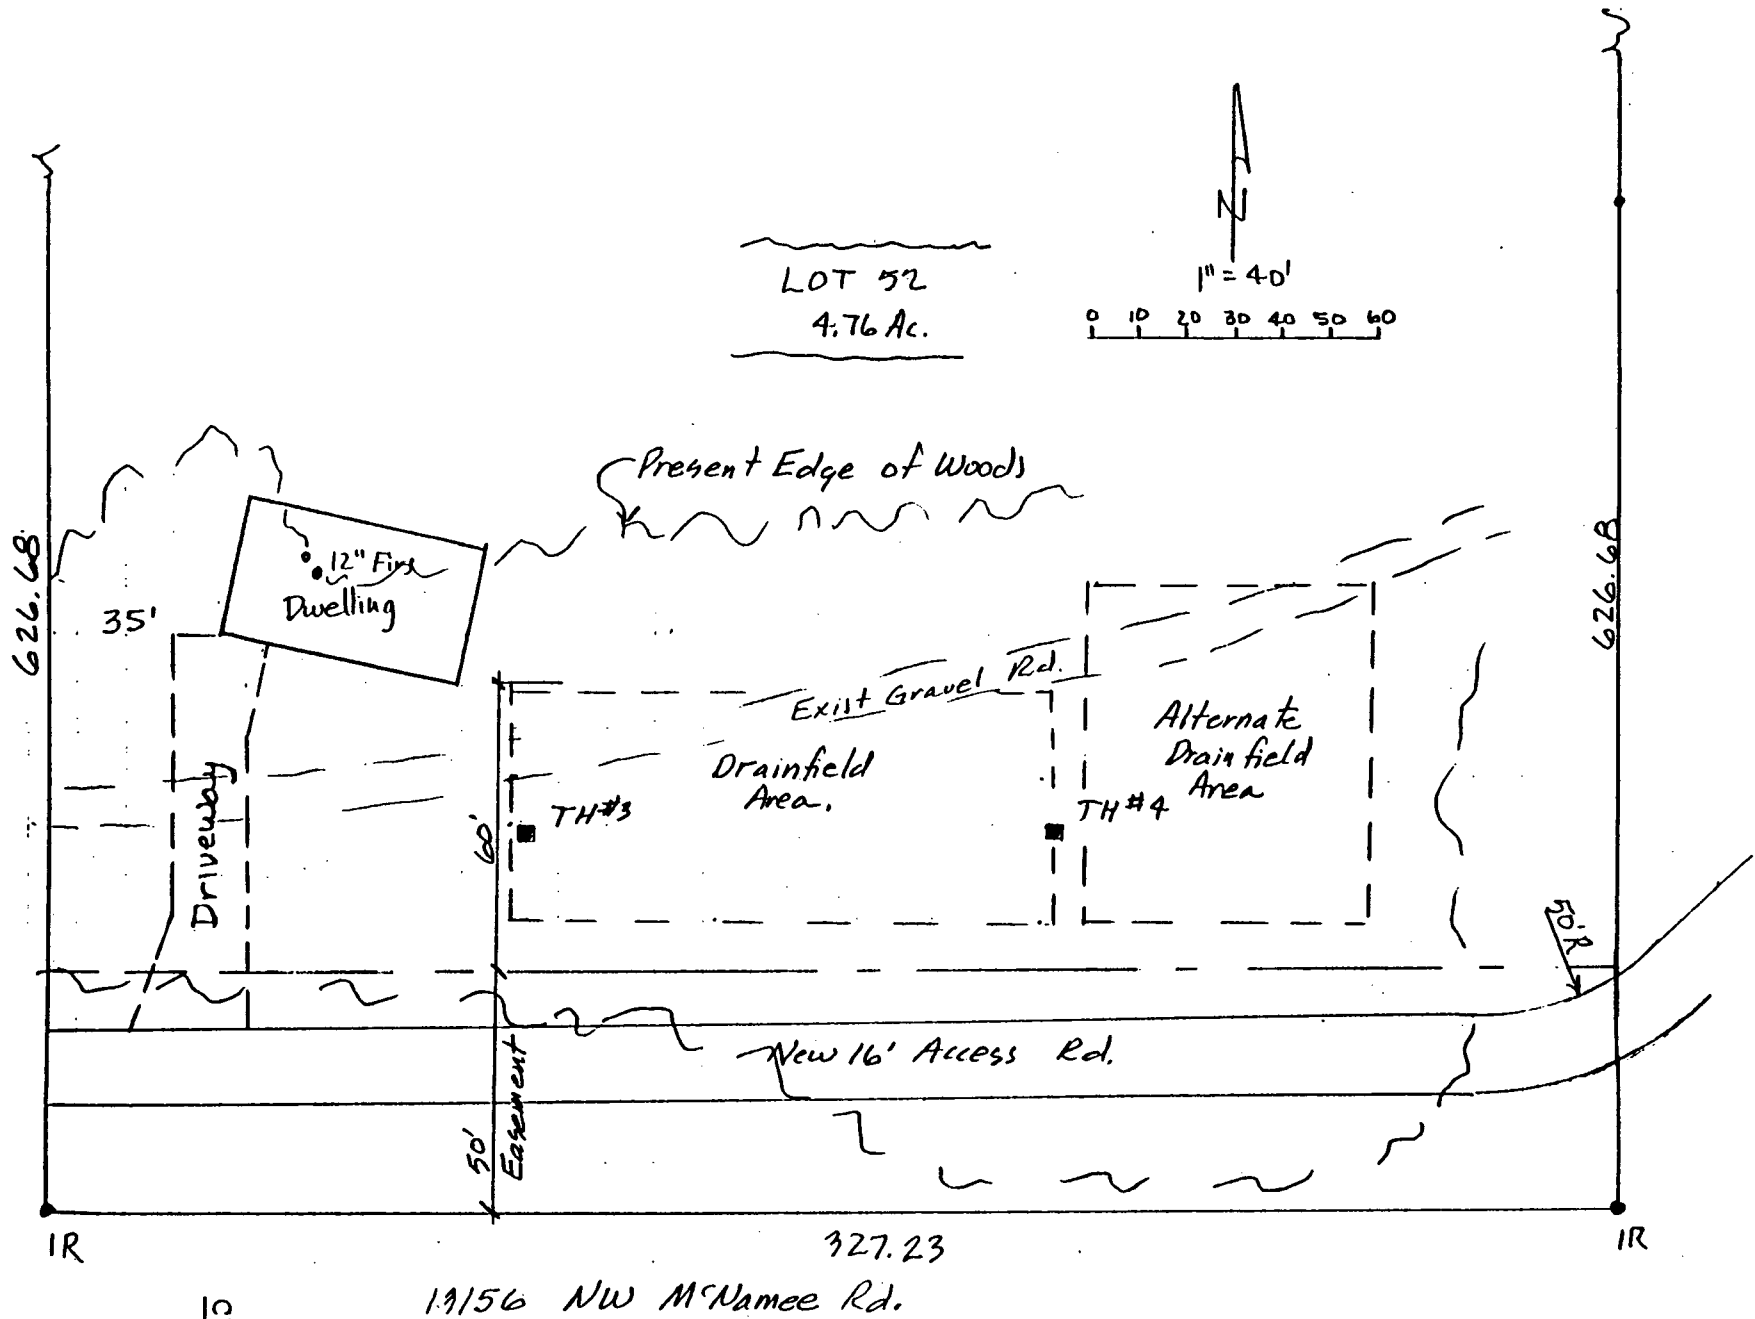 N
1" = 40'
0 10 20 30 40 50 60
LOT 52
4.76 Ac.
Present Edge of Woods
12" Firs
Dwelling
35'
626.68
626.68
Exist Gravel Rd.
Drainfield
Area.
Alternate
Drainfield
Area
TH#3
TH#4
Driveway
60'
50'R
New 16' Access Rd.
50'
Easement
IR
327.23
IR
13156 NW McNamee Rd.